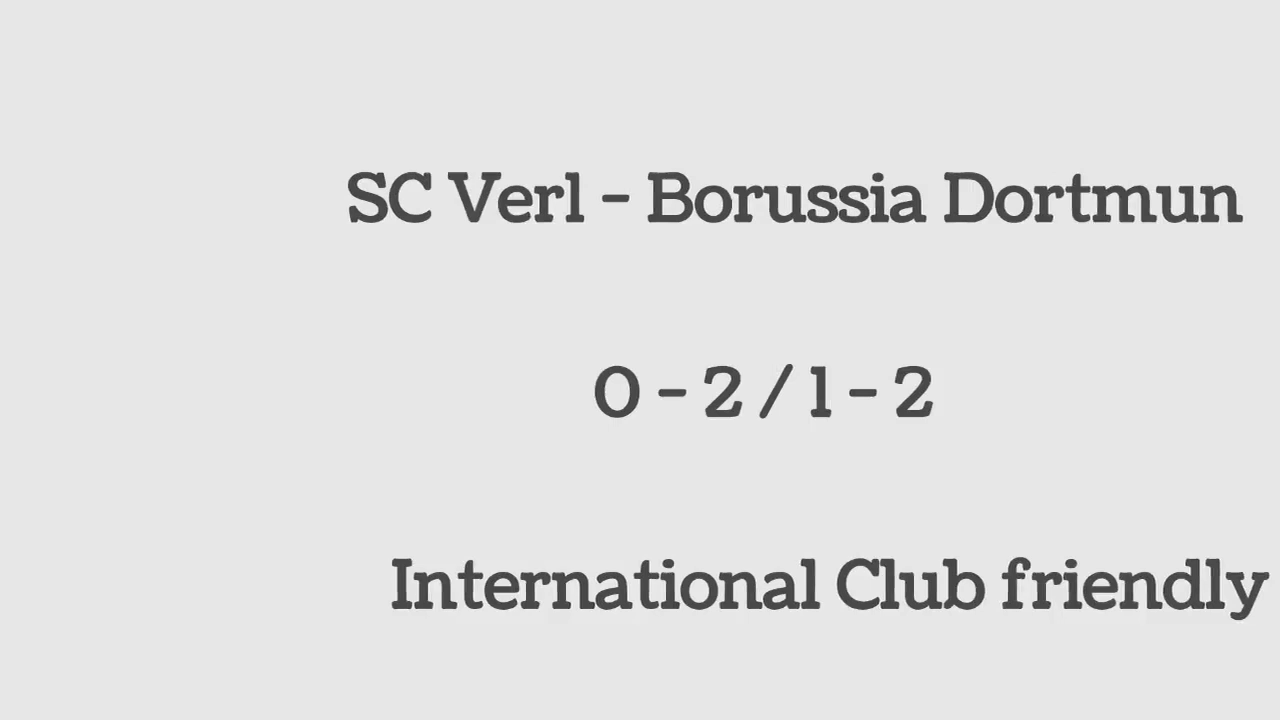 SC Verl - Borussia Dortmun
0 - 2 / 1 - 2
International Club friendly